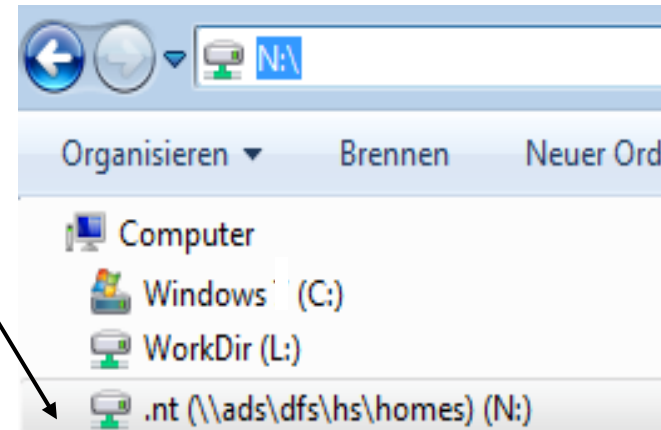 N:\
Organisieren Brennen Neuer Ord
Computer
Windows (C:)
WorkDir (L:)
.nt (\\ads\dfs\hs\homes) (N:)